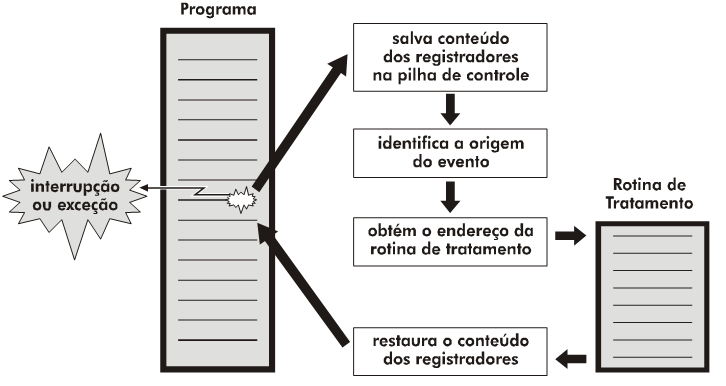 Programa
salva conteúdo
dos registradores
na pilha de controle
identifica a origem
do evento
interrupção
ou exceção
obtém o endereço da
rotina de tratamento
Rotina de
Tratamento
restaura o conteúdo
dos registradores